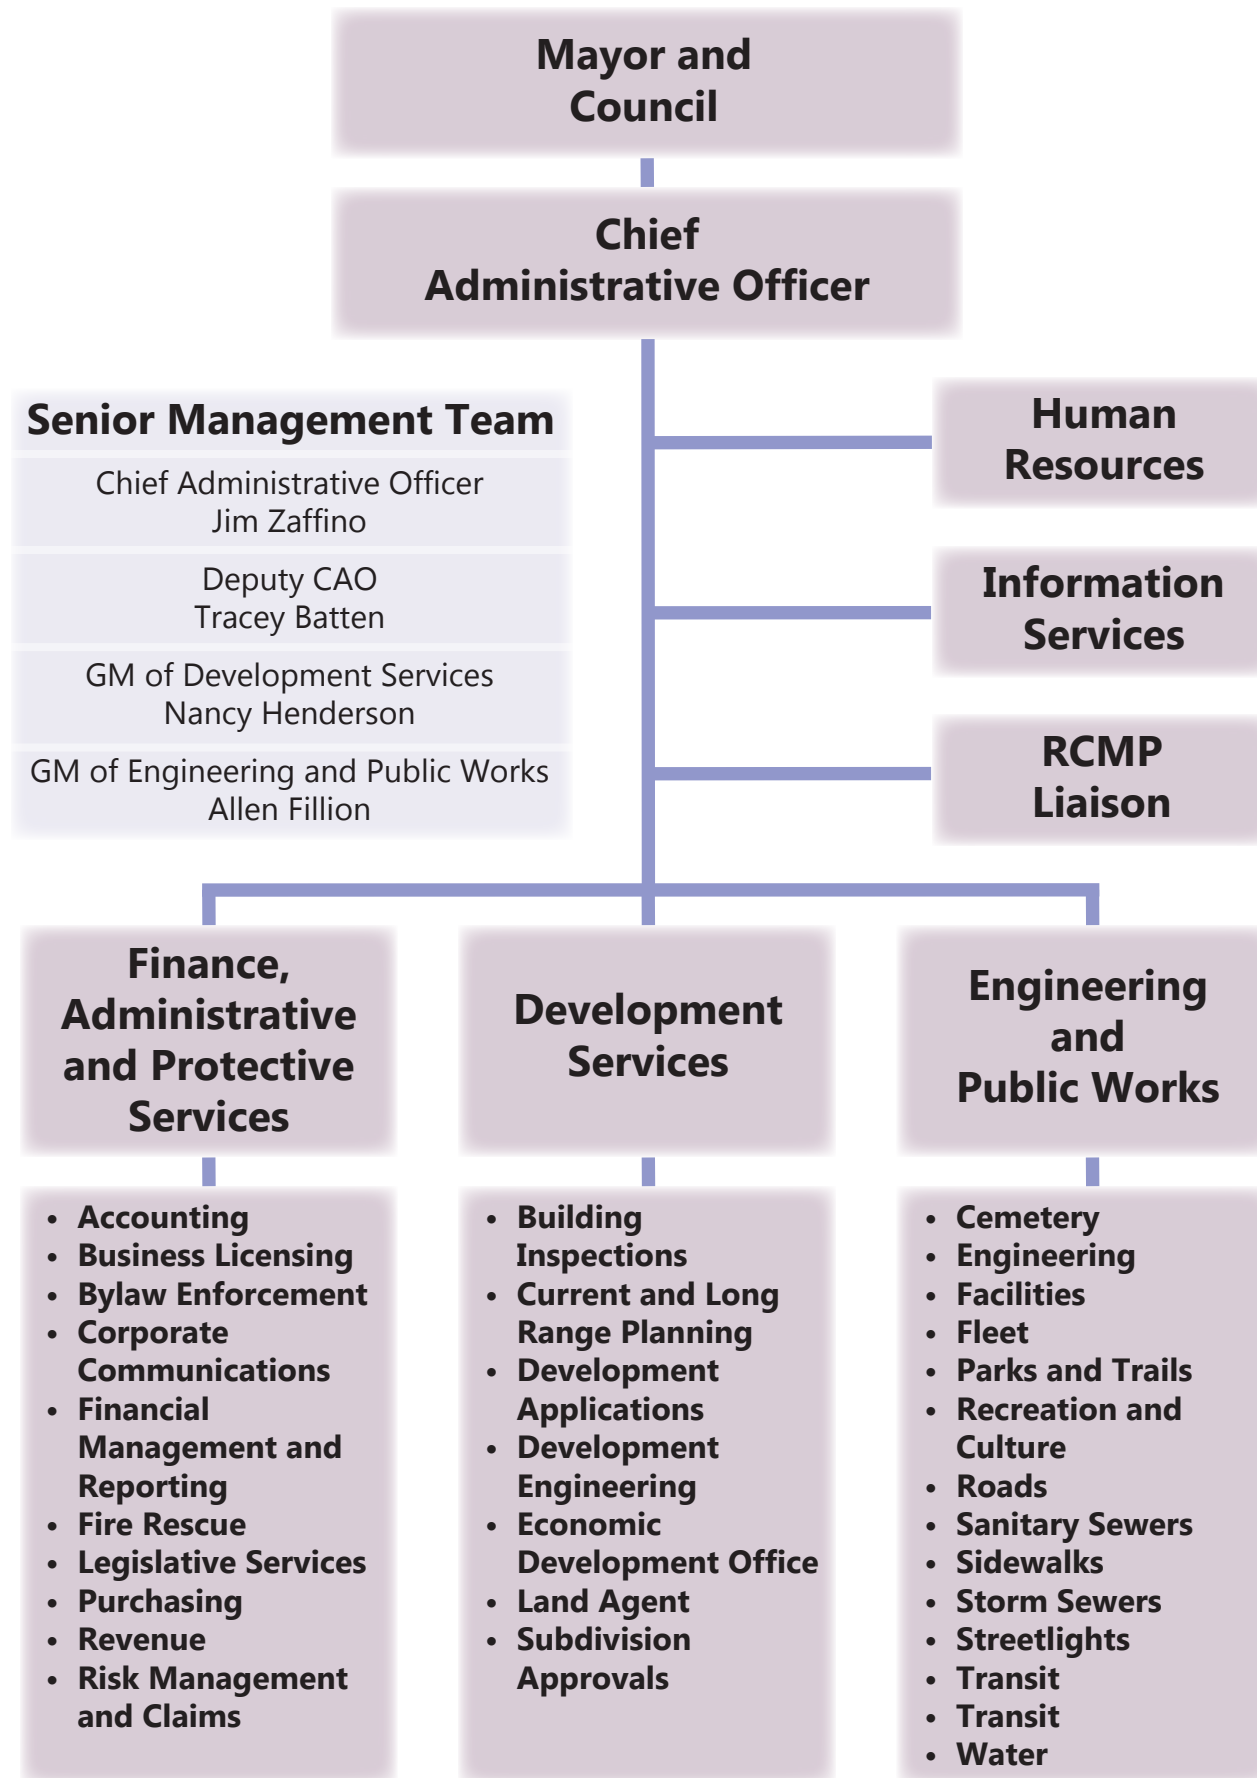 Mayor and
Council
Chief
Administrative Officer
Senior Management Team
Chief Administrative Officer
Jim Zaffino
Deputy CAO
Tracey Batten
GM of Development Services
Nancy Henderson
GM of Engineering and Public Works
Allen Fillion
Human
Resources
Information
Services
RCMP
Liaison
Finance,
Administrative
and Protective
Services
• Accounting
• Business Licensing
• Bylaw Enforcement
• Corporate
Communications
• Financial
Management and
Reporting
• Fire Rescue
• Legislative Services
• Purchasing
• Revenue
• Risk Management
and Claims
Development
Services
• Building
Inspections
• Current and Long
Range Planning
• Development
Applications
• Development
Engineering
• Economic
Development Office
• Land Agent
• Subdivision
Approvals
Engineering
and
Public Works
• Cemetery
• Engineering
• Facilities
• Fleet
• Parks and Trails
• Recreation and
Culture
• Roads
• Sanitary Sewers
• Sidewalks
• Storm Sewers
• Streetlights
• Transit
• Transit
• Water